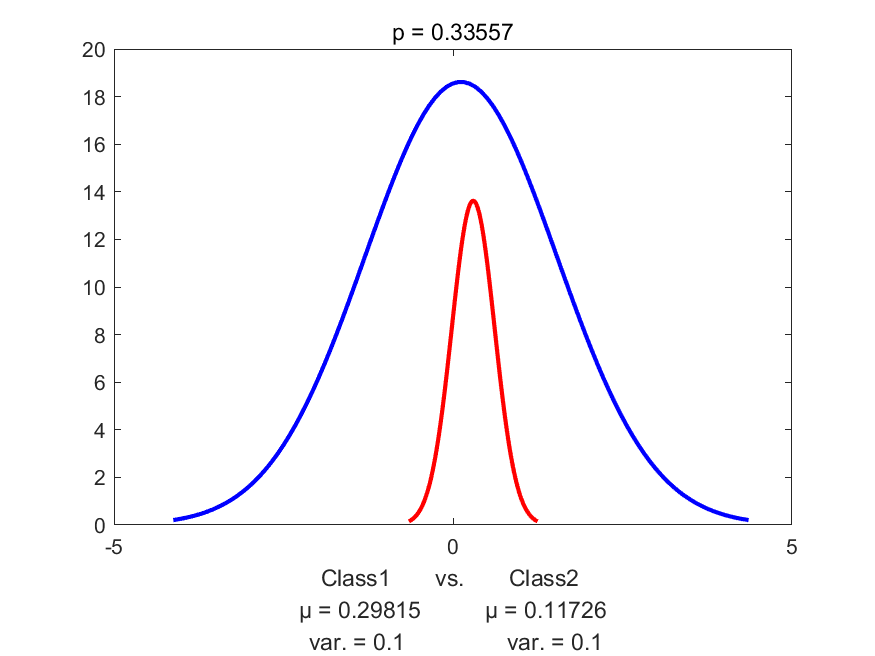 p = 0.33557
20
18
16
14
12
10
8
6
4
2
0
-5 0 5
Class1 vs. Class2
μ = 0.29815 μ = 0.11726
var. = 0.1 var. = 0.1